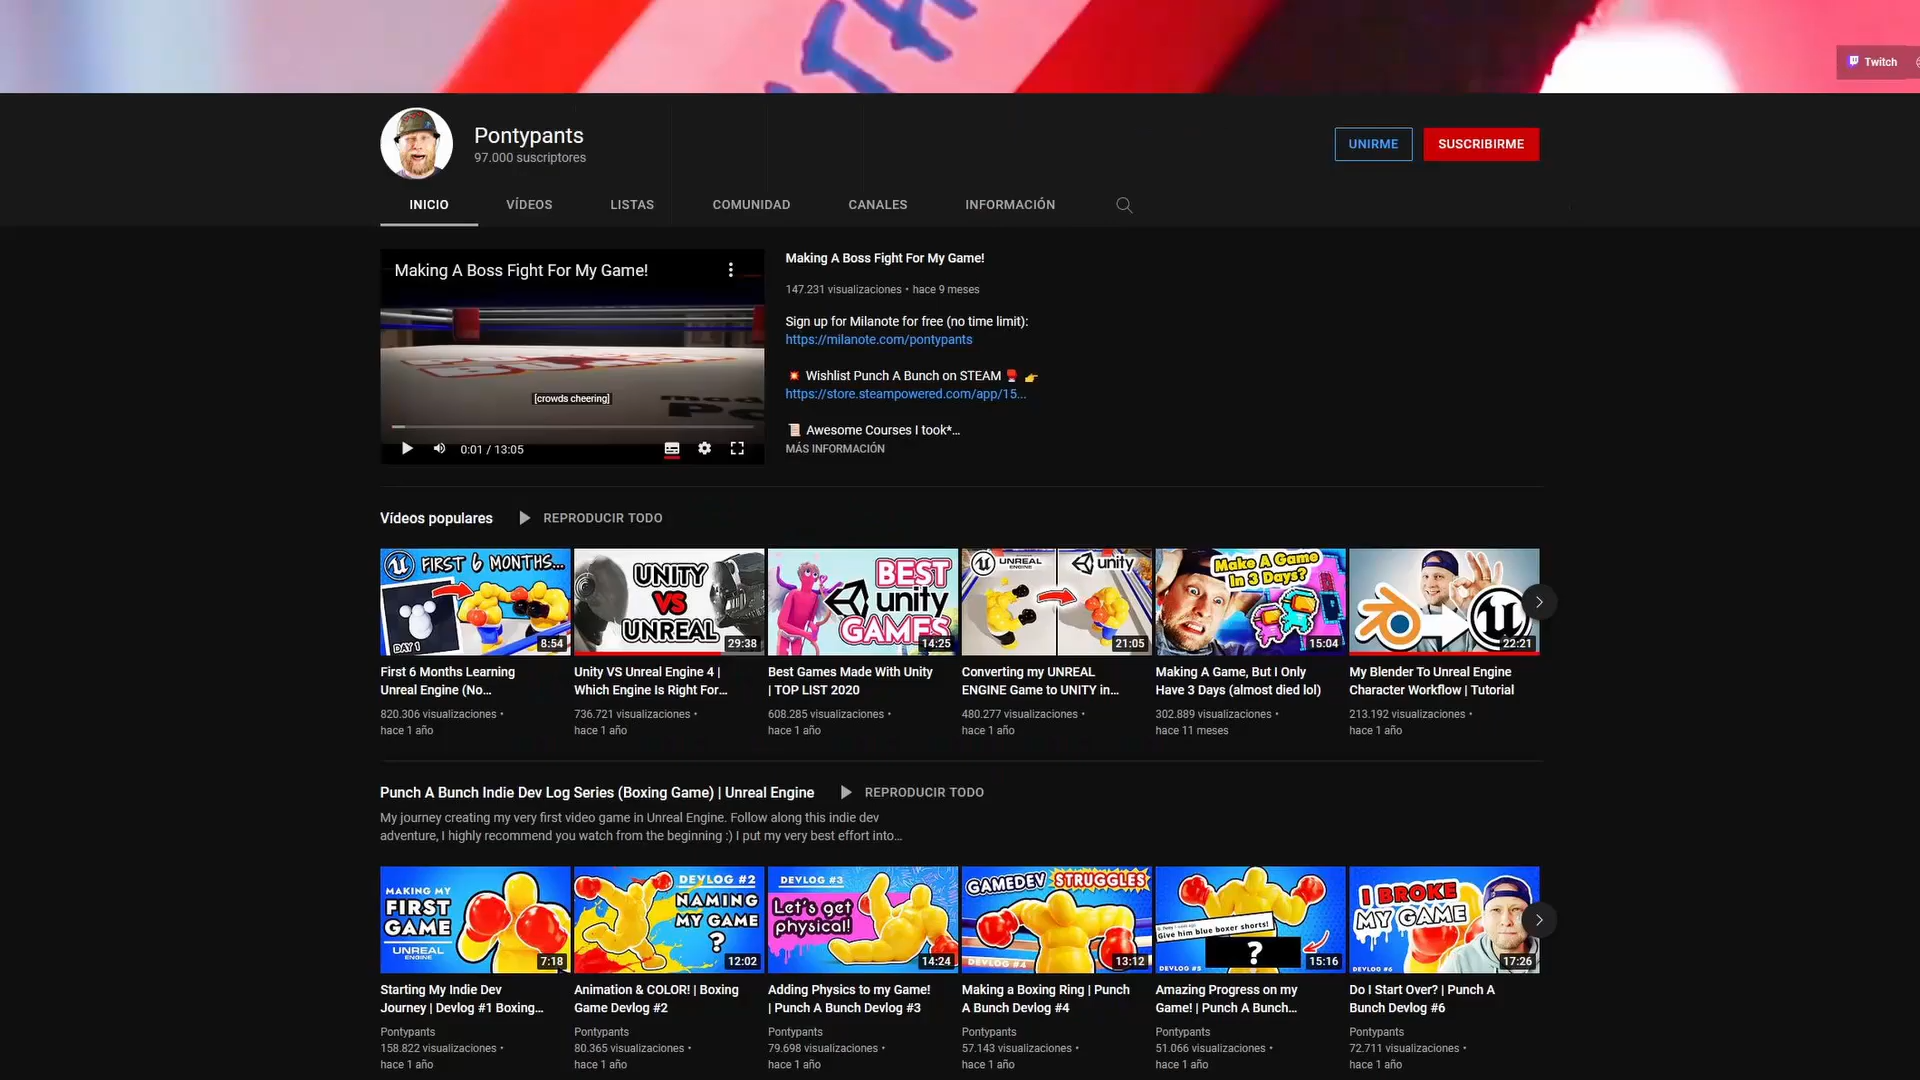 Twitch
Pontypants
97.000 suscriptores
UNIRME
SUSCRIBIRME
INICIO
VÍDEOS
LISTAS
COMUNIDAD
CANALES
INFORMACIÓN
Making A Boss Fight For My Game!
[crowds cheering]
0:01 / 13:05
Making A Boss Fight For My Game!
147.231 visualizaciones • hace 9 meses
Sign up for Milanote for free (no time limit):
https://milanote.com/pontypants
💥 Wishlist Punch A Bunch on STEAM 🥊 👉
https://store.steampowered.com/app/15...
📜 Awesome Courses I took*...
MÁS INFORMACIÓN
Vídeos populares
REPRODUCIR TODO
FIRST 6 MONTHS...
DAY 1
8:54
UNITY
VS
UNREAL
29:38
BEST
unity
GAMES
14:25
UNREAL
ENGINE
unity
21:05
Make A Game
In 3 Days?
15:04
22:21
First 6 Months Learning
Unreal Engine (No...
820.306 visualizaciones •
hace 1 año
Unity VS Unreal Engine 4 |
Which Engine Is Right For...
736.721 visualizaciones •
hace 1 año
Best Games Made With Unity
| TOP LIST 2020
608.285 visualizaciones •
hace 1 año
Converting my UNREAL
ENGINE Game to UNITY in...
480.277 visualizaciones •
hace 1 año
Making A Game, But I Only
Have 3 Days (almost died lol)
302.889 visualizaciones •
hace 11 meses
My Blender To Unreal Engine
Character Workflow | Tutorial
213.192 visualizaciones •
hace 1 año
Punch A Bunch Indie Dev Log Series (Boxing Game) | Unreal Engine
REPRODUCIR TODO
My journey creating my very first video game in Unreal Engine. Follow along this indie dev
adventure, I highly recommend you watch from the beginning :) I put my very best effort into...
MAKING MY
FIRST
GAME
UNREAL
ENGINE
7:18
DEVLOG #2
NAMING
MY GAME
?
12:02
DEVLOG #3
Let's get
physical!
14:24
GAMEDEV STRUGGLES
DEVLOG #4
13:12
Give him blue boxer shorts!
?
DEVLOG #5
15:16
I BROKE
MY GAME
DEVLOG #6
17:26
Starting My Indie Dev
Journey | Devlog #1 Boxing...
Pontypants
158.822 visualizaciones •
hace 1 año
Animation & COLOR! | Boxing
Game Devlog #2
Pontypants
80.365 visualizaciones •
hace 1 año
Adding Physics to my Game!
| Punch A Bunch Devlog #3
Pontypants
79.698 visualizaciones •
hace 1 año
Making a Boxing Ring | Punch
A Bunch Devlog #4
Pontypants
57.143 visualizaciones •
hace 1 año
Amazing Progress on my
Game! | Punch A Bunch...
Pontypants
51.066 visualizaciones •
hace 1 año
Do I Start Over? | Punch A
Bunch Devlog #6
Pontypants
72.711 visualizaciones •
hace 1 año